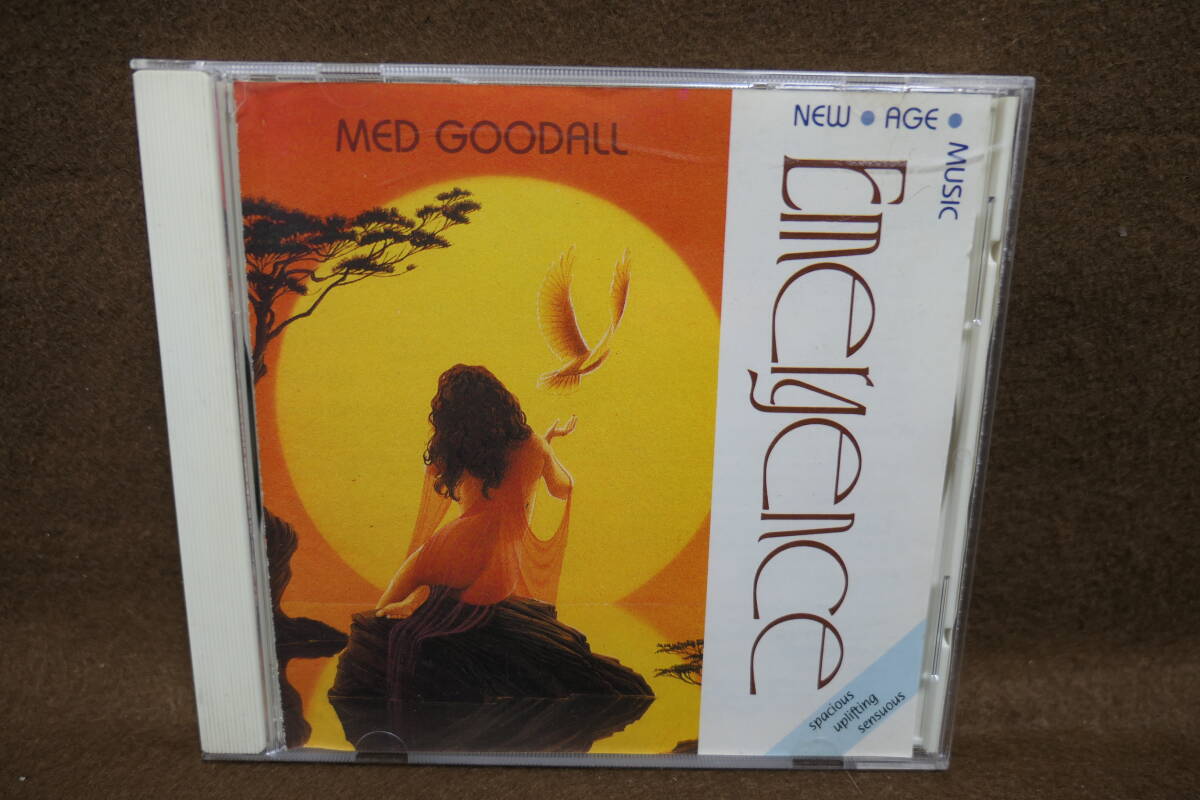 MED GOODALL
NEW • AGE •
MUSIC
Emergence
spacious
uplifting
sensuous